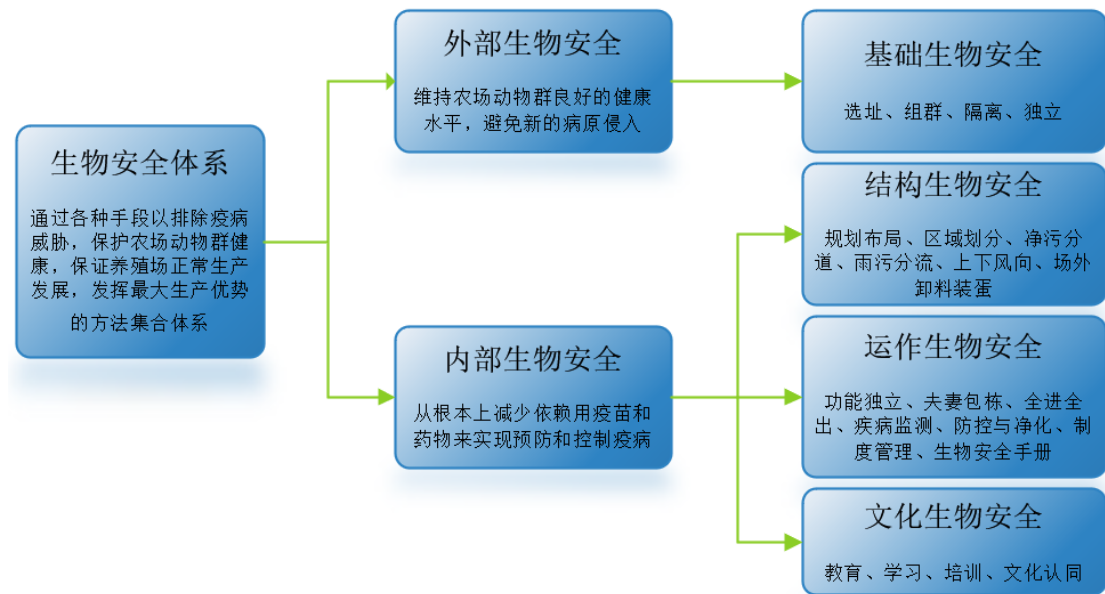 生物安全体系
通过各种手段以排除疫病
威胁，保护农场动物群健
康，保证养殖场正常生产
发展，发挥最大生产优势
的方法集合体系
外部生物安全
维持农场动物群良好的健康
水平，避免新的病原侵入
内部生物安全
从根本上减少依赖用疫苗和
药物来实现预防和控制疫病
基础生物安全
选址、组群、隔离、独立
结构生物安全
规划布局、区域划分、净污分
道、雨污分流、上下风向、场外
卸料装蛋
运作生物安全
功能独立、夫妻包栋、全进全
出、疾病监测、防控与净化、制
度管理、生物安全手册
文化生物安全
教育、学习、培训、文化认同